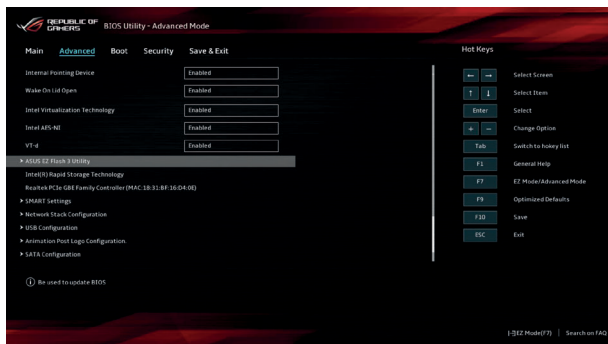 REPUBLIC OF
GAMERS
BIOS Utility - Advanced Mode
Main Advanced Boot Security Save & Exit
Hot Keys
Internal Pointing Device Enabled
Wake On Lid Open Enabled
Intel Virtualization Technology Enabled
Intel AES-NI Enabled
VT-d Enabled
> ASUS EZ Flash 3 Utility
Intel(R) Rapid Storage Technology
Realtek PCIe GBE Family Controller (MAC:18:31:BF:16:D4:0E)
> SMART Settings
> Network Stack Configuration
> USB Configuration
> Animation Post Logo Configuration.
> SATA Configuration
← → Select Screen
↑ ↓ Select Item
Enter Select
+ − Change Option
Tab Switch to hokey list
F1 General Help
F7 EZ Mode/Advanced Mode
F9 Optimized Defaults
F10 Save
ESC Exit
i Be used to update BIOS
EZ Mode(F7) | Search on FAQ